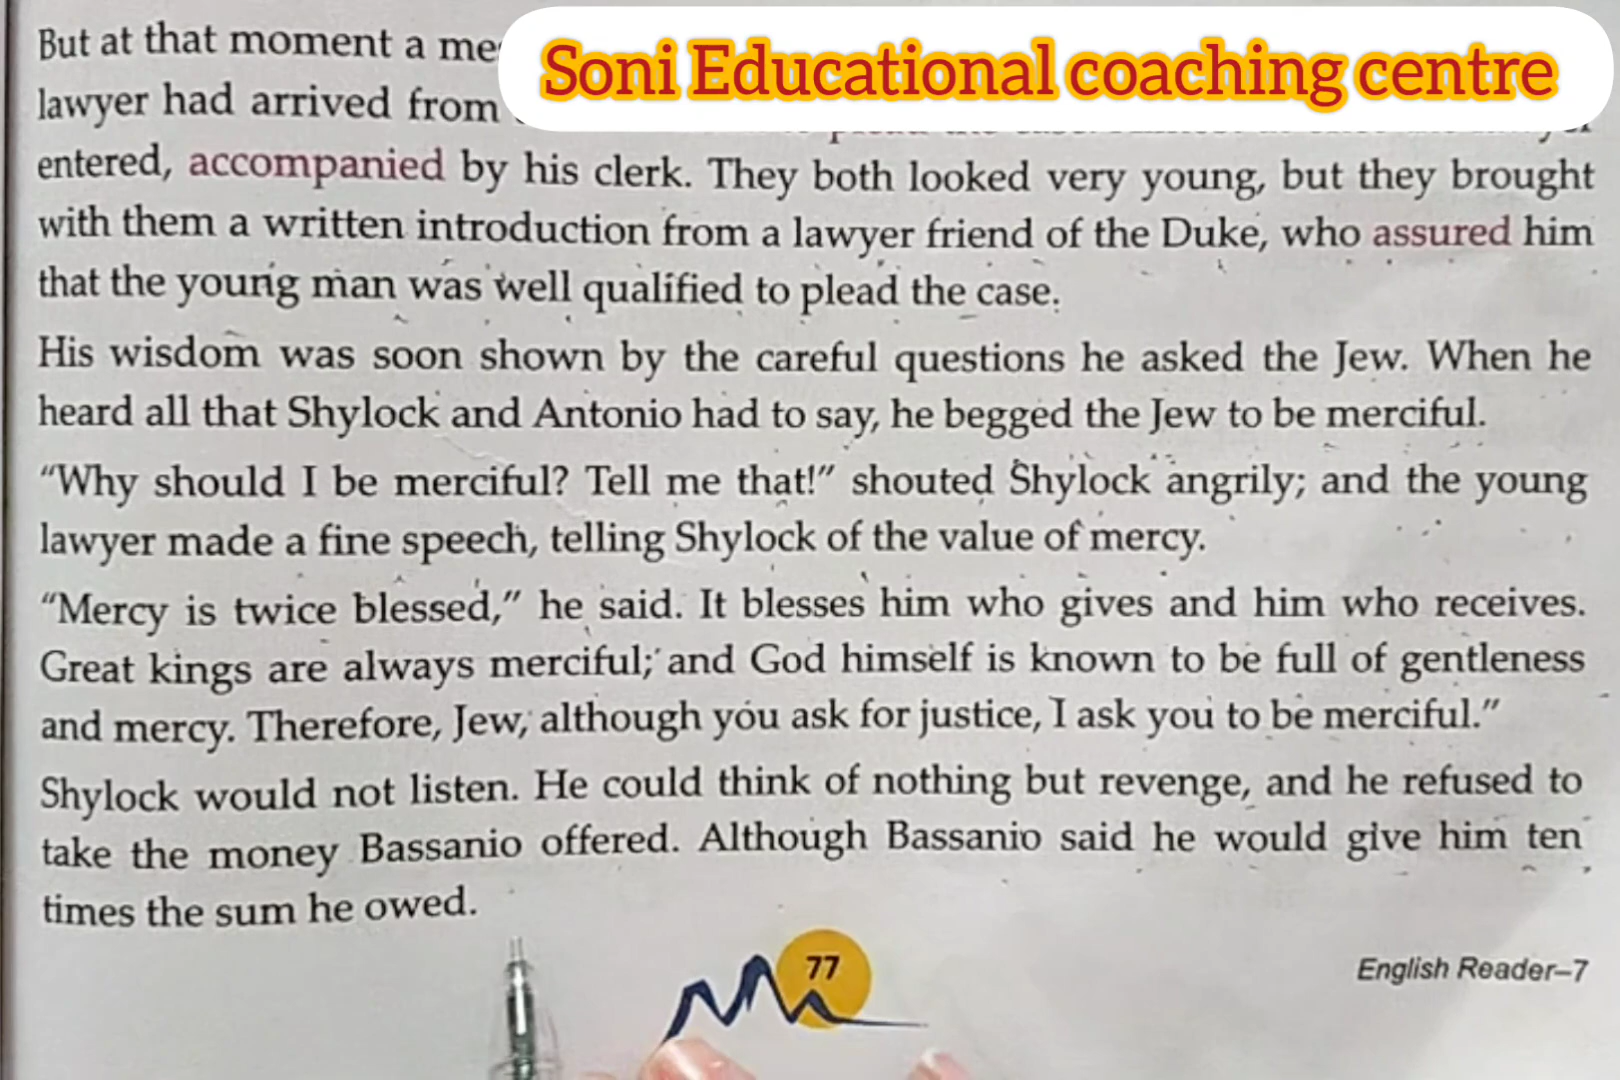 But at that moment a
Soni Educational coaching centre
lawyer had arrived from
entered, accompanied by his clerk. They both looked very young, but they brought
with them a written introduction from a lawyer friend of the Duke, who assured him
that the young man was well qualified to plead the case.
His wisdom was soon shown by the careful questions he asked the Jew. When he
heard all that Shylock and Antonio had to say, he begged the Jew to be merciful.
“Why should I be merciful? Tell me that!” shouted Shylock angrily; and the young
lawyer made a fine speech, telling Shylock of the value of mercy.
“Mercy is twice blessed,” he said. It blesses him who gives and him who receives.
Great kings are always merciful; and God himself is known to be full of gentleness
and mercy. Therefore, Jew, although you ask for justice, I ask you to be merciful.”
Shylock would not listen. He could think of nothing but revenge, and he refused to
take the money Bassanio offered. Although Bassanio said he would give him ten
times the sum he owed.
77
English Reader–7